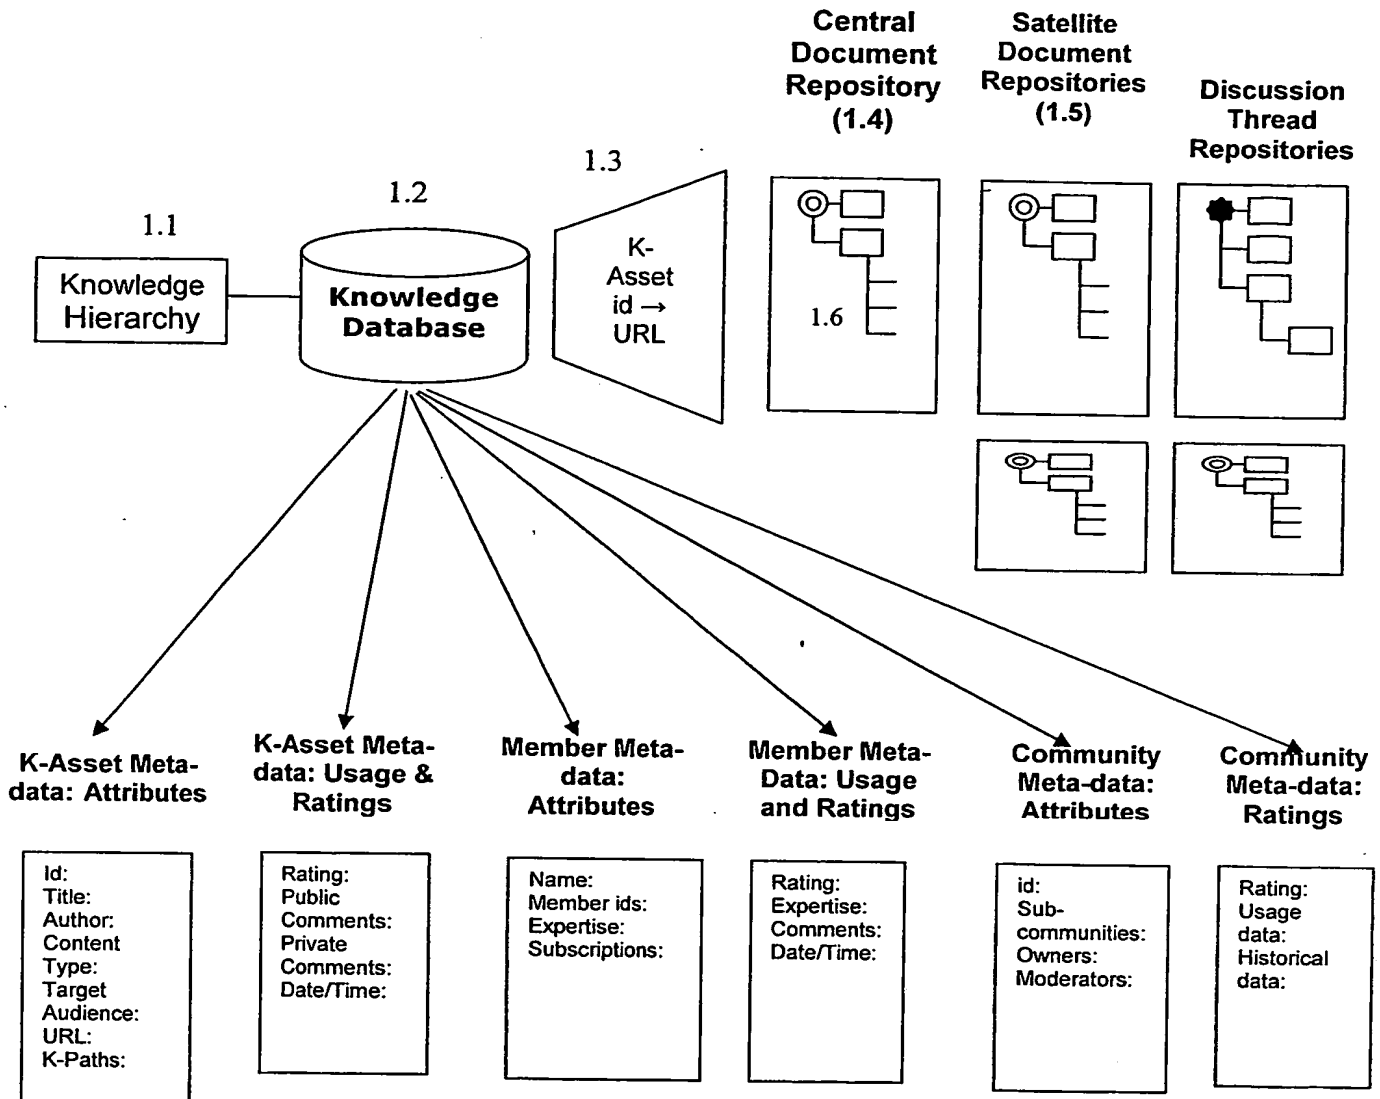 Central
Document
Repository
(1.4)
Satellite
Document
Repositories
(1.5)
Discussion
Thread
Repositories
1.1
Knowledge
Hierarchy
1.2
Knowledge
Database
1.3
K-
Asset
id →
URL
1.6
K-Asset Meta-
data: Attributes
K-Asset Meta-
data: Usage &
Ratings
Member Meta-
data:
Attributes
Member Meta-
Data: Usage
and Ratings
Community
Meta-data:
Attributes
Community
Meta-data:
Ratings
Id:
Title:
Author:
Content
Type:
Target
Audience:
URL:
K-Paths:
Rating:
Public
Comments:
Private
Comments:
Date/Time:
Name:
Member ids:
Expertise:
Subscriptions:
Rating:
Expertise:
Comments:
Date/Time:
id:
Sub-
communities:
Owners:
Moderators:
Rating:
Usage
data:
Historical
data: